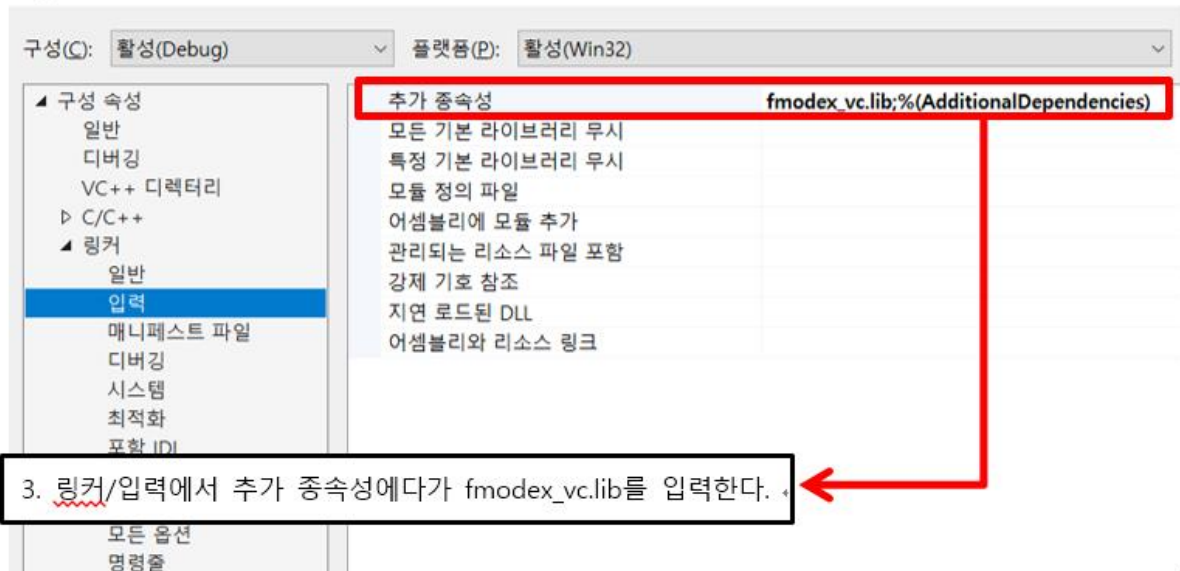 구성(C): 활성(Debug) 플랫폼(P): 활성(Win32)
구성 속성
일반
디버깅
VC++ 디렉터리
C/C++
링커
일반
입력
매니페스트 파일
디버깅
시스템
최적화
포함 IDL
모든 옵션
명령줄
추가 종속성 fmodex_vc.lib;%(AdditionalDependencies)
모든 기본 라이브러리 무시
특정 기본 라이브러리 무시
모듈 정의 파일
어셈블리에 모듈 추가
관리되는 리소스 파일 포함
강제 기호 참조
지연 로드된 DLL
어셈블리와 리소스 링크
3. 링커/입력에서 추가 종속성에다가 fmodex_vc.lib를 입력한다.